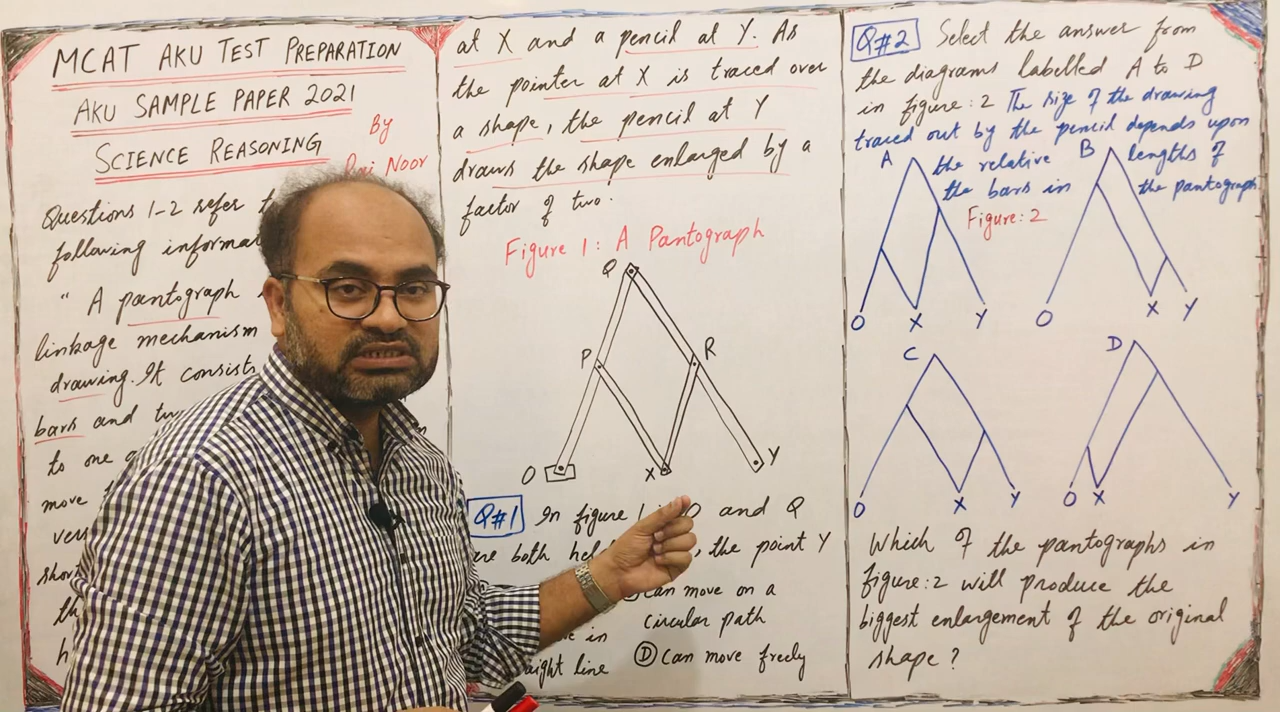 MCAT AKU TEST PREPARATION
AKU SAMPLE PAPER 2021
SCIENCE REASONING
By
Noor
Questions 1-2 refer
following informa
" A pantograph
linkage mechanism
drawing. It consists
bars and
to one
move
at X and a pencil at Y. As
the pointer at X is traced over
a shape, the pencil at Y
draws the shape enlarged by a
factor of two.
Figure 1: A Pantograph
Q
P R
O X Y
Q#1 In figure 1 and Q
both , the point Y
can move on a
circular path
in
line
D can move freely
Q#2 Select the answer from
the diagrams labelled A to D
in figure:2 The size of the drawing
traced out by the pencil depends upon
the relative lengths of
the bars in the pantograph
Figure:2
A B
O X Y O X Y
C D
O X Y O X Y
Which of the pantographs in
figure:2 will produce the
biggest enlargement of the original
shape?